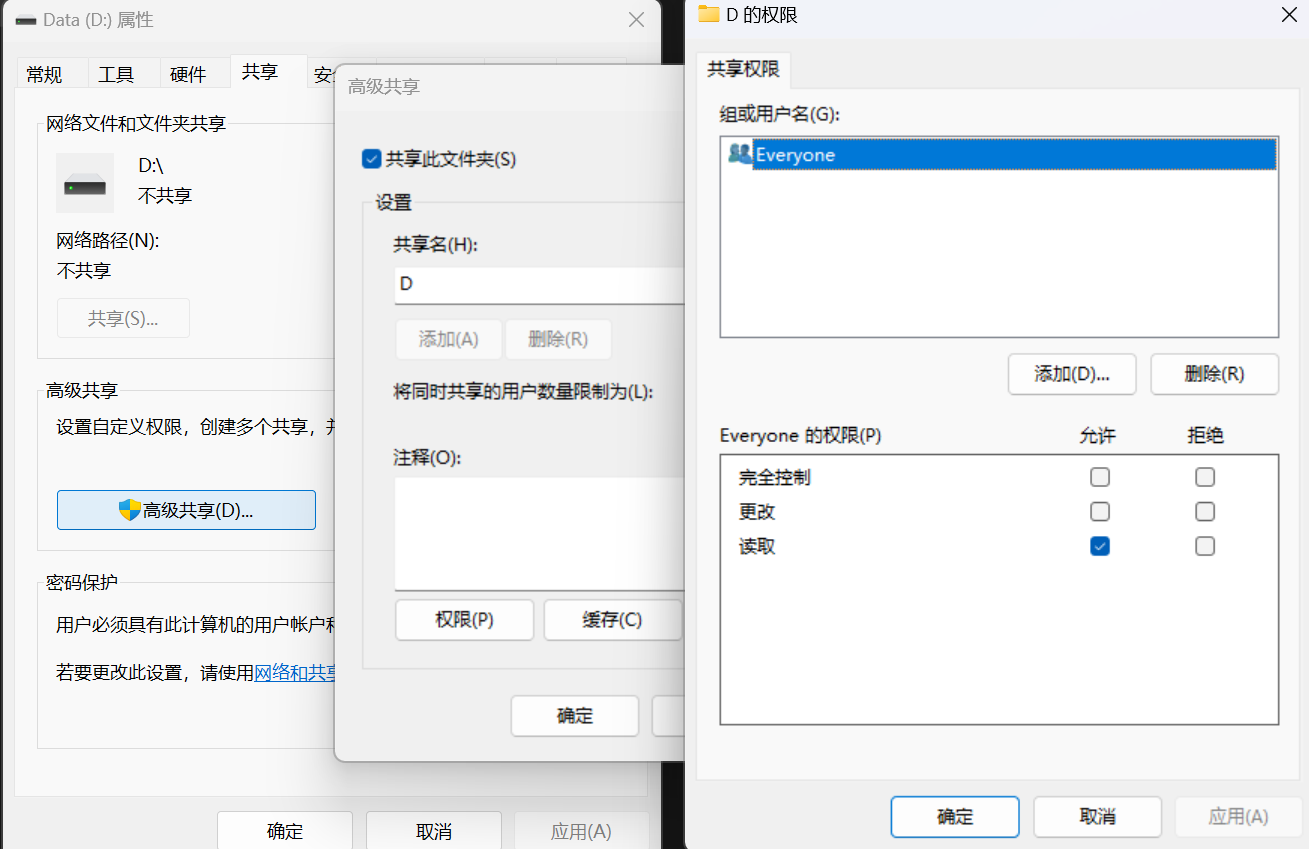 Data (D:) 属性
常规
工具
硬件
共享
网络文件和文件夹共享
D:\
不共享
网络路径(N):
不共享
共享(S)...
高级共享
设置自定义权限，创建多个共享，
高级共享(D)...
密码保护
用户必须具有此计算机的用户帐户
若要更改此设置，请使用网络和共享
确定
取消
应用(A)
高级共享
共享此文件夹(S)
设置
共享名(H):
D
添加(A)
删除(R)
将同时共享的用户数量限制为(L):
注释(O):
权限(P)
缓存(C)
确定
D 的权限
共享权限
组或用户名(G):
Everyone
添加(D)...
删除(R)
Everyone 的权限(P)
允许
拒绝
完全控制
更改
读取
确定
取消
应用(A)